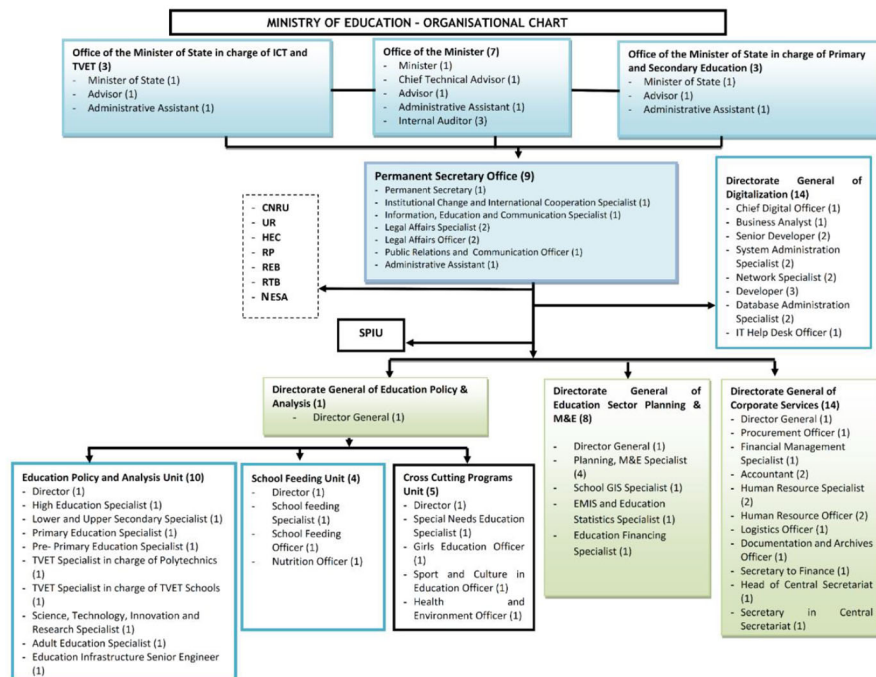 MINISTRY OF EDUCATION - ORGANISATIONAL CHART
Office of the Minister of State in charge of ICT and
TVET (3)
- Minister of State (1)
- Advisor (1)
- Administrative Assistant (1)
Office of the Minister (7)
- Minister (1)
- Chief Technical Advisor (1)
- Advisor (1)
- Administrative Assistant (1)
- Internal Auditor (3)
Office of the Minister of State in charge of Primary
and Secondary Education (3)
- Minister of State (1)
- Advisor (1)
- Administrative Assistant (1)
Permanent Secretary Office (9)
- Permanent Secretary (1)
- Institutional Change and International Cooperation Specialist (1)
- Information, Education and Communication Specialist (1)
- Legal Affairs Specialist (2)
- Legal Affairs Officer (2)
- Public Relations and Communication Officer (1)
- Administrative Assistant (1)
Directorate General of
Digitalization (14)
- Chief Digital Officer (1)
- Business Analyst (1)
- Senior Developer (2)
- System Administration
Specialist (2)
- Network Specialist (2)
- Developer (3)
- Database Administration
Specialist (2)
- IT Help Desk Officer (1)
- CNRU
- UR
- HEC
- RP
- REB
- RTB
- NESA
SPIU
Directorate General of Education Policy &
Analysis (1)
- Director General (1)
Directorate General of
Education Sector Planning &
M&E (8)
- Director General (1)
- Planning, M&E Specialist
(4)
- School GIS Specialist (1)
- EMIS and Education
Statistics Specialist (1)
- Education Financing
Specialist (1)
Directorate General of
Corporate Services (14)
- Director General (1)
- Procurement Officer (1)
- Financial Management
Specialist (1)
- Accountant (2)
- Human Resource Specialist
(2)
- Human Resource Officer (2)
- Logistics Officer (1)
- Documentation and Archives
Officer (1)
- Secretary to Finance (1)
- Head of Central Secretariat
(1)
- Secretary in Central
Secretariat (1)
Education Policy and Analysis Unit (10)
- Director (1)
- High Education Specialist (1)
- Lower and Upper Secondary Specialist (1)
- Primary Education Specialist (1)
- Pre- Primary Education Specialist (1)
- TVET Specialist in charge of Polytechnics
(1)
- TVET Specialist in charge of TVET Schools
(1)
- Science, Technology, Innovation and
Research Specialist (1)
- Adult Education Specialist (1)
- Education Infrastructure Senior Engineer
(1)
School Feeding Unit (4)
- Director (1)
- School feeding
Specialist (1)
- School Feeding
Officer (1)
- Nutrition Officer (1)
Cross Cutting Programs
Unit (5)
- Director (1)
- Special Needs Education
Specialist (1)
- Girls Education Officer
(1)
- Sport and Culture in
Education Officer (1)
- Health and
Environment Officer (1)